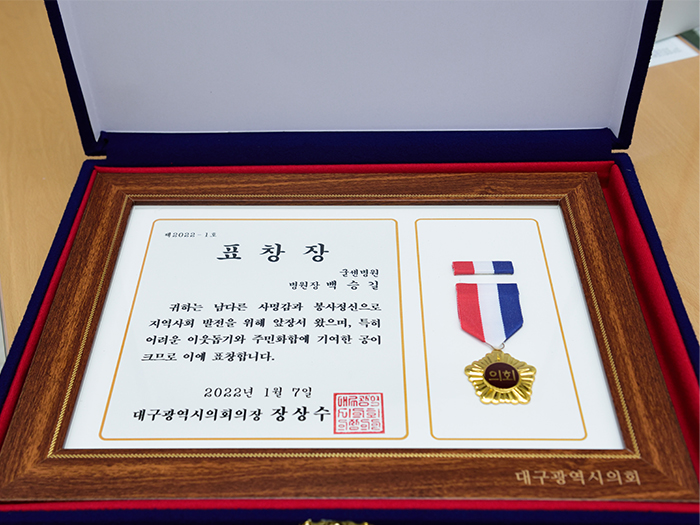 제2022-1호
표창장
굿앤병원
병원장 백승길
귀하는 남다른 사명감과 봉사정신으로
지역사회 발전을 위해 앞장서 왔으며, 특히
어려운 이웃돕기와 주민화합에 기여한 공이
크므로 이에 표창합니다.
2022년 1월 7일
대구광역시의회의장 장상수
의회
대구광역시의회